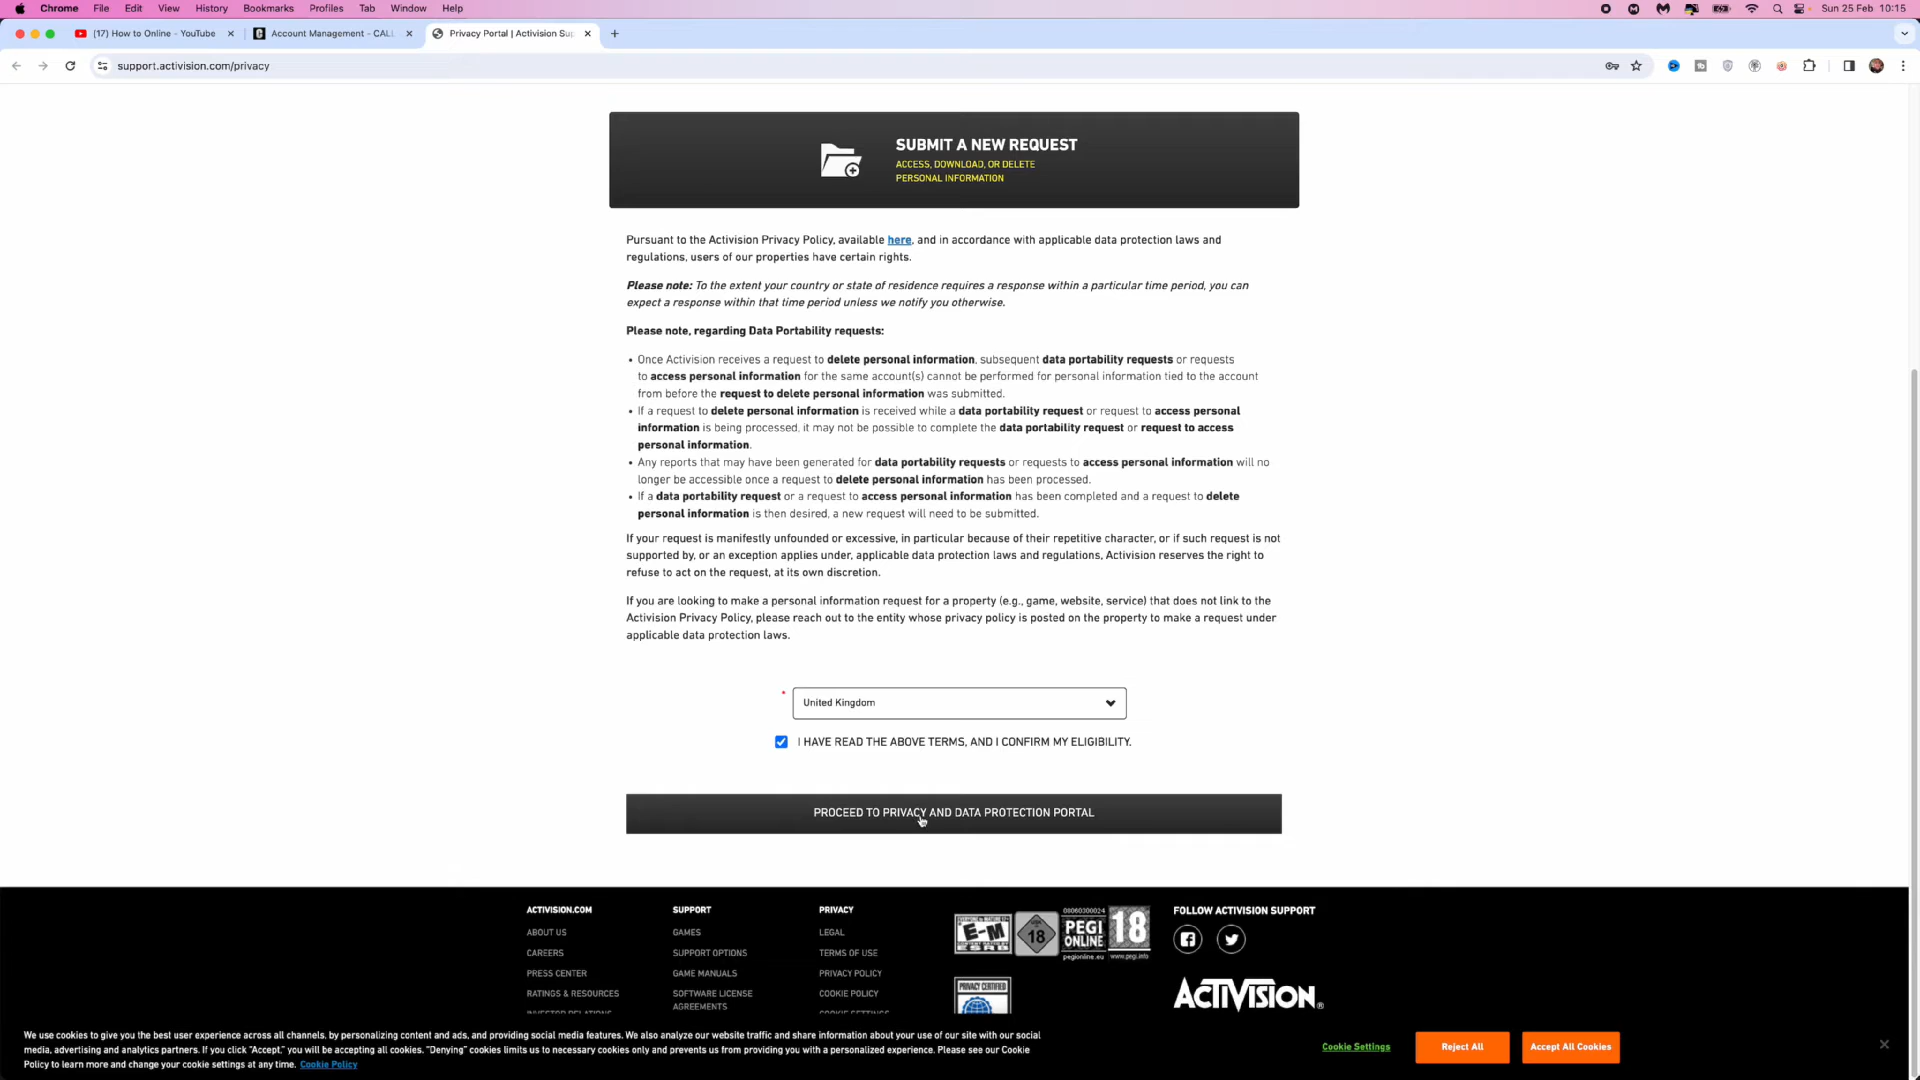 Chrome File Edit View History Bookmarks Profiles Tab Window Help Sun 25 Feb 10:15
(17) How to Online - YouTube Account Management - CAL Privacy Portal | Activision Su
support.activision.com/privacy
SUBMIT A NEW REQUEST
ACCESS, DOWNLOAD, OR DELETE
PERSONAL INFORMATION
Pursuant to the Activision Privacy Policy, available here, and in accordance with applicable data protection laws and
regulations, users of our properties have certain rights.
Please note: To the extent your country or state of residence requires a response within a particular time period, you can
expect a response within that time period unless we notify you otherwise.
Please note, regarding Data Portability requests:
• Once Activision receives a request to delete personal information, subsequent data portability requests or requests
to access personal information for the same account(s) cannot be performed for personal information tied to the account
from before the request to delete personal information was submitted.
• If a request to delete personal information is received while a data portability request or request to access personal
information is being processed, it may not be possible to complete the data portability request or request to access
personal information.
• Any reports that may have been generated for data portability requests or requests to access personal information will no
longer be accessible once a request to delete personal information has been processed.
• If a data portability request or a request to access personal information has been completed and a request to delete
personal information is then desired, a new request will need to be submitted.
If your request is manifestly unfounded or excessive, in particular because of their repetitive character, or if such request is not
supported by, or an exception applies under, applicable data protection laws and regulations, Activision reserves the right to
refuse to act on the request, at its own discretion.
If you are looking to make a personal information request for a property (e.g., game, website, service) that does not link to the
Activision Privacy Policy, please reach out to the entity whose privacy policy is posted on the property to make a request under
applicable data protection laws.
* United Kingdom
I HAVE READ THE ABOVE TERMS, AND I CONFIRM MY ELIGIBILITY.
PROCEED TO PRIVACY AND DATA PROTECTION PORTAL
ACTIVISION.COM
ABOUT US
CAREERS
PRESS CENTER
RATINGS & RESOURCES
INVESTOR RELATIONS
SUPPORT
GAMES
SUPPORT OPTIONS
GAME MANUALS
SOFTWARE LICENSE
AGREEMENTS
PRIVACY
LEGAL
TERMS OF USE
PRIVACY POLICY
COOKIE POLICY
COOKIE SETTINGS
E-M
ESRB
18
08060300024
PEGI
ONLINE
pegionline.eu
18
www.pegi.info
PRIVACY CERTIFIED
FOLLOW ACTIVISION SUPPORT
ACTIVISION®
We use cookies to give you the best user experience across all channels, by personalizing content and ads, and providing social media features. We also analyze our website traffic and share information about your use of our site with our social
media, advertising and analytics partners. If you click "Accept," you will be accepting all cookies. "Denying" cookies limits us to necessary cookies only and prevents us from providing you with a personalized experience. Please see our Cookie
Policy to learn more and change your cookie settings at any time. Cookie Policy
Cookie Settings
Reject All
Accept All Cookies